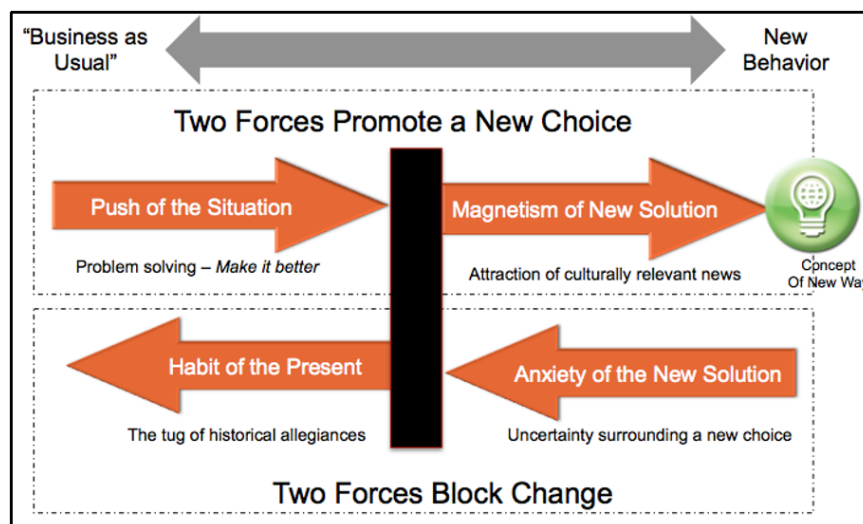 “Business as
Usual”
New
Behavior
Two Forces Promote a New Choice
Push of the Situation
Magnetism of New Solution
Problem solving – Make it better
Attraction of culturally relevant news
Concept
Of New Way
Habit of the Present
Anxiety of the New Solution
The tug of historical allegiances
Uncertainty surrounding a new choice
Two Forces Block Change